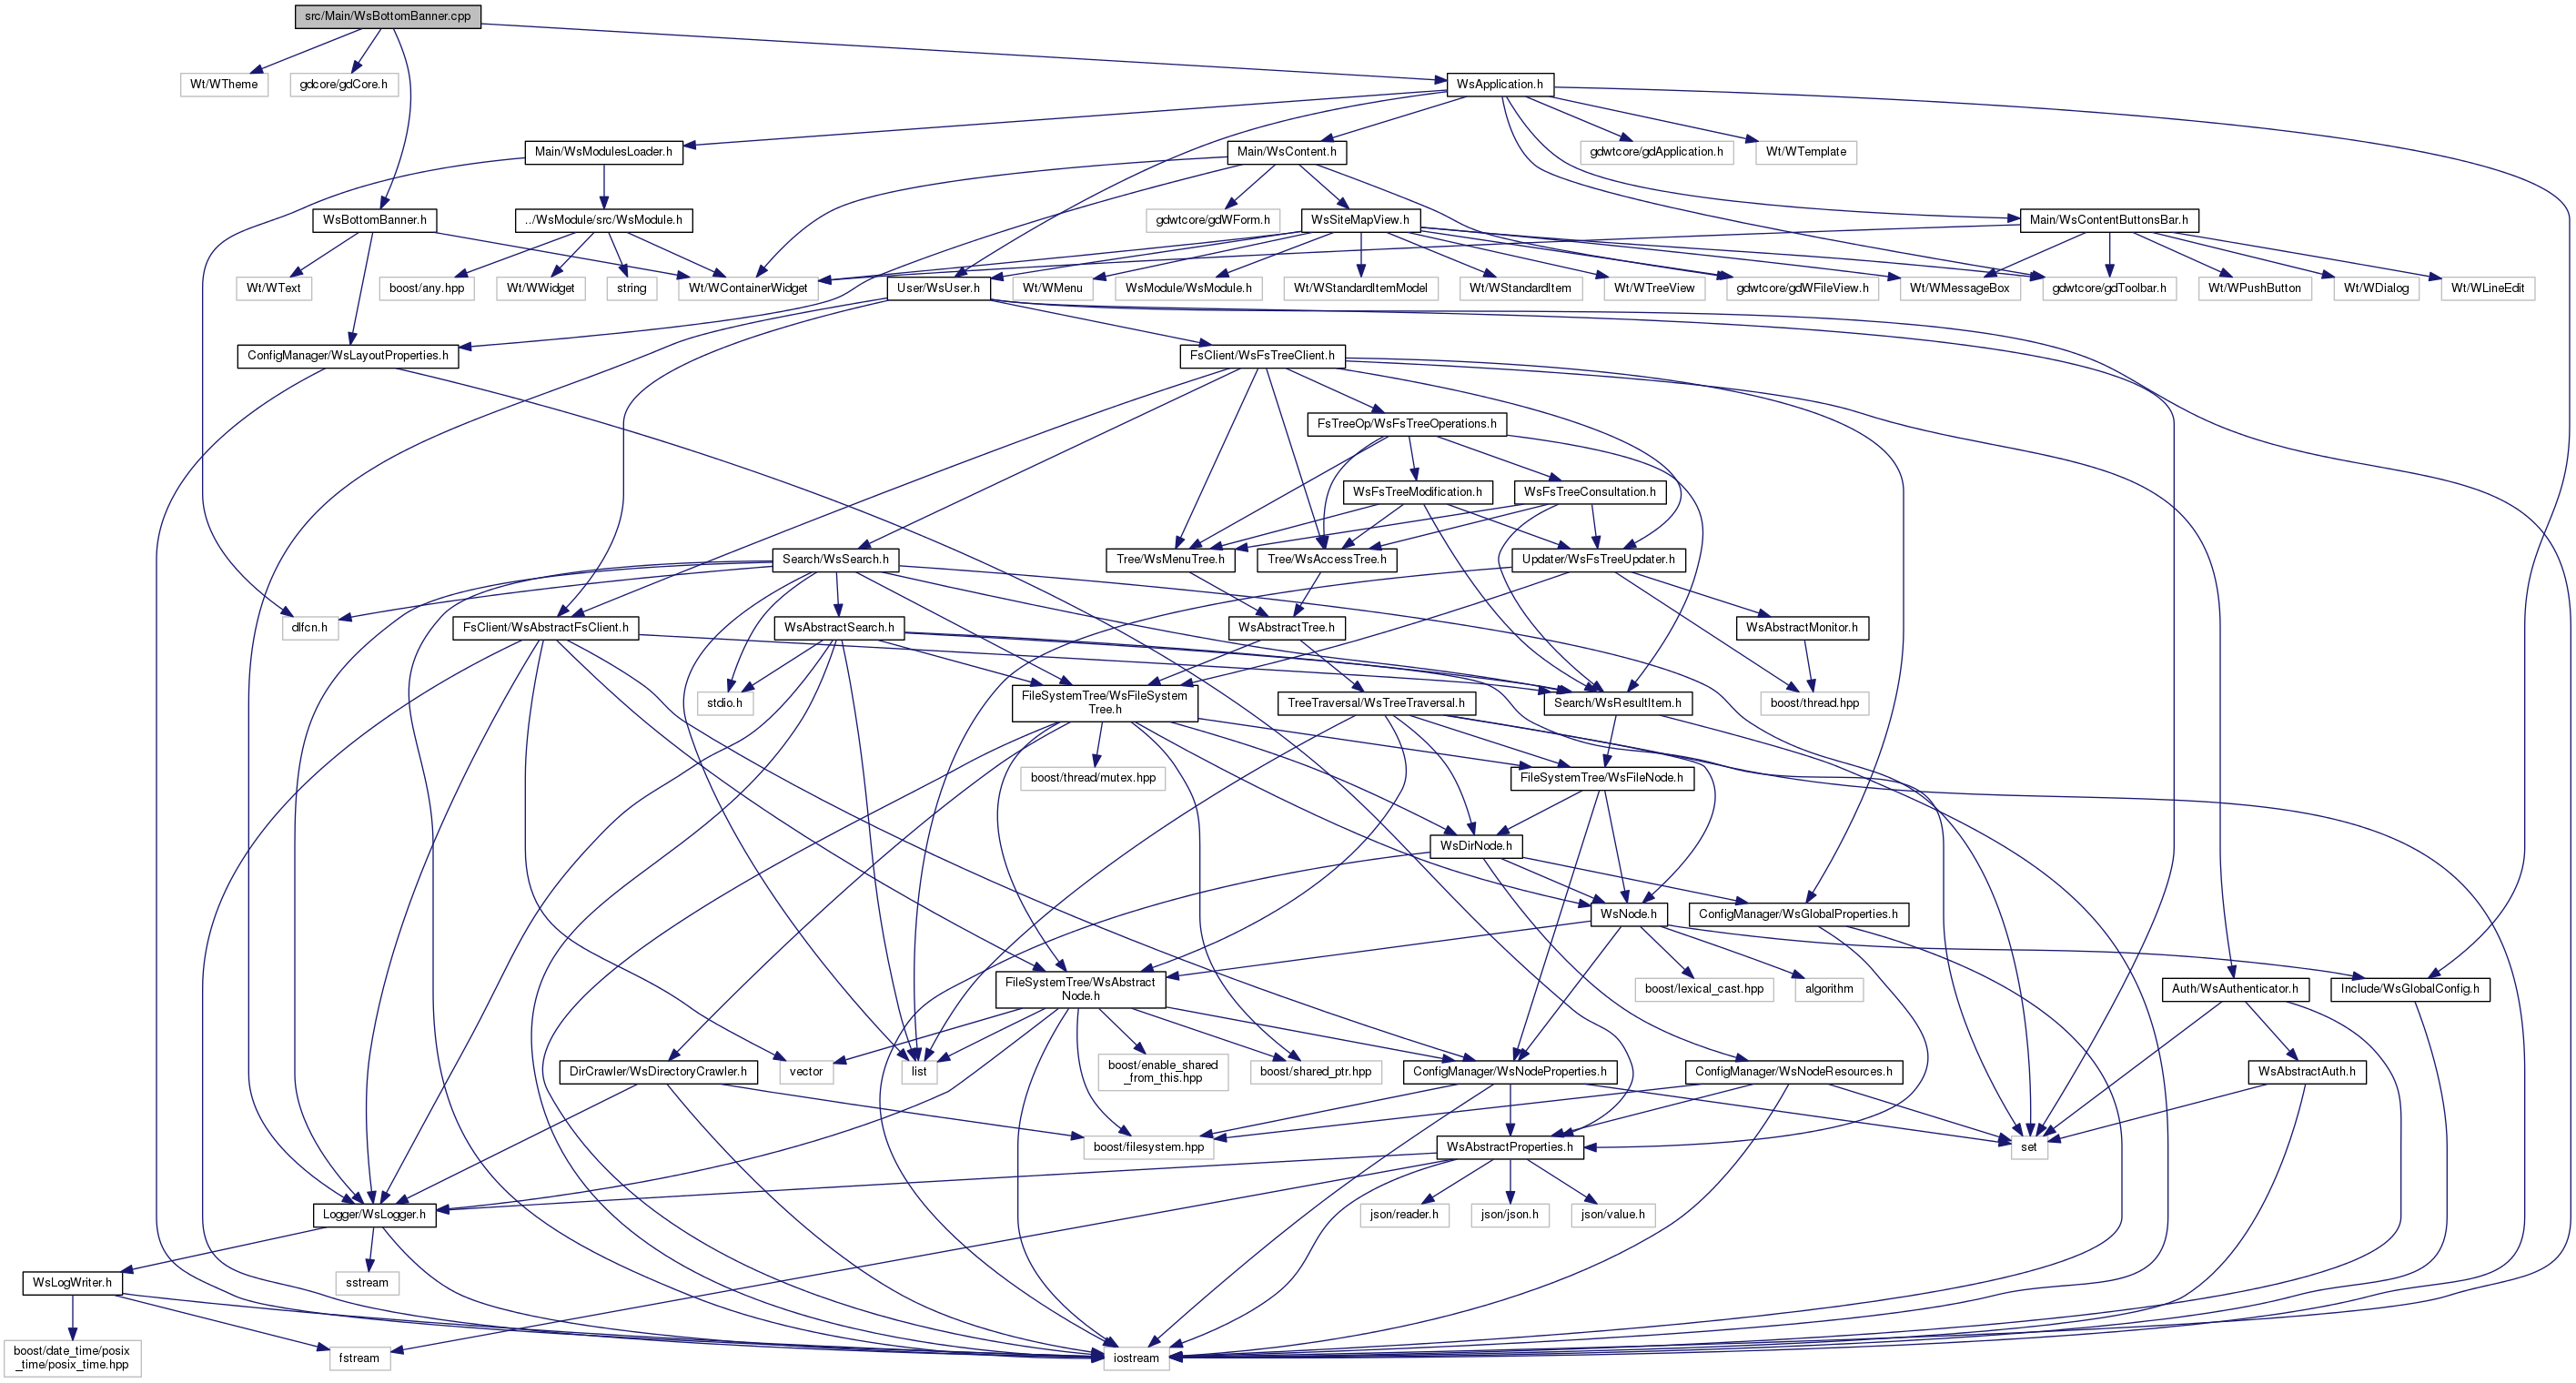 src/Main/WsBottomBanner.cpp
Wt/WTheme
gdcore/gdCore.h
WsApplication.h
Main/WsModulesLoader.h
Main/WsContent.h
gdwtcore/gdApplication.h
Wt/WTemplate
WsBottomBanner.h
../WsModule/src/WsModule.h
gdwtcore/gdWForm.h
WsSiteMapView.h
Main/WsContentButtonsBar.h
Wt/WText
boost/any.hpp
Wt/WWidget
string
Wt/WContainerWidget
User/WsUser.h
Wt/WMenu
WsModule/WsModule.h
Wt/WStandardItemModel
Wt/WStandardItem
Wt/WTreeView
gdwtcore/gdWFileView.h
Wt/WMessageBox
gdwtcore/gdToolbar.h
Wt/WPushButton
Wt/WDialog
Wt/WLineEdit
ConfigManager/WsLayoutProperties.h
FsClient/WsFsTreeClient.h
FsTreeOp/WsFsTreeOperations.h
WsFsTreeModification.h
WsFsTreeConsultation.h
Search/WsSearch.h
Tree/WsMenuTree.h
Tree/WsAccessTree.h
Updater/WsFsTreeUpdater.h
dlfcn.h
FsClient/WsAbstractFsClient.h
WsAbstractSearch.h
WsAbstractTree.h
WsAbstractMonitor.h
stdio.h
FileSystemTree/WsFileSystem
Tree.h
TreeTraversal/WsTreeTraversal.h
Search/WsResultItem.h
boost/thread.hpp
boost/thread/mutex.hpp
FileSystemTree/WsFileNode.h
WsDirNode.h
WsNode.h
ConfigManager/WsGlobalProperties.h
FileSystemTree/WsAbstract
Node.h
boost/lexical_cast.hpp
algorithm
Auth/WsAuthenticator.h
Include/WsGlobalConfig.h
DirCrawler/WsDirectoryCrawler.h
vector
list
boost/enable_shared
_from_this.hpp
boost/shared_ptr.hpp
ConfigManager/WsNodeProperties.h
ConfigManager/WsNodeResources.h
WsAbstractAuth.h
boost/filesystem.hpp
WsAbstractProperties.h
set
Logger/WsLogger.h
json/reader.h
json/json.h
json/value.h
WsLogWriter.h
sstream
boost/date_time/posix
_time/posix_time.hpp
fstream
iostream